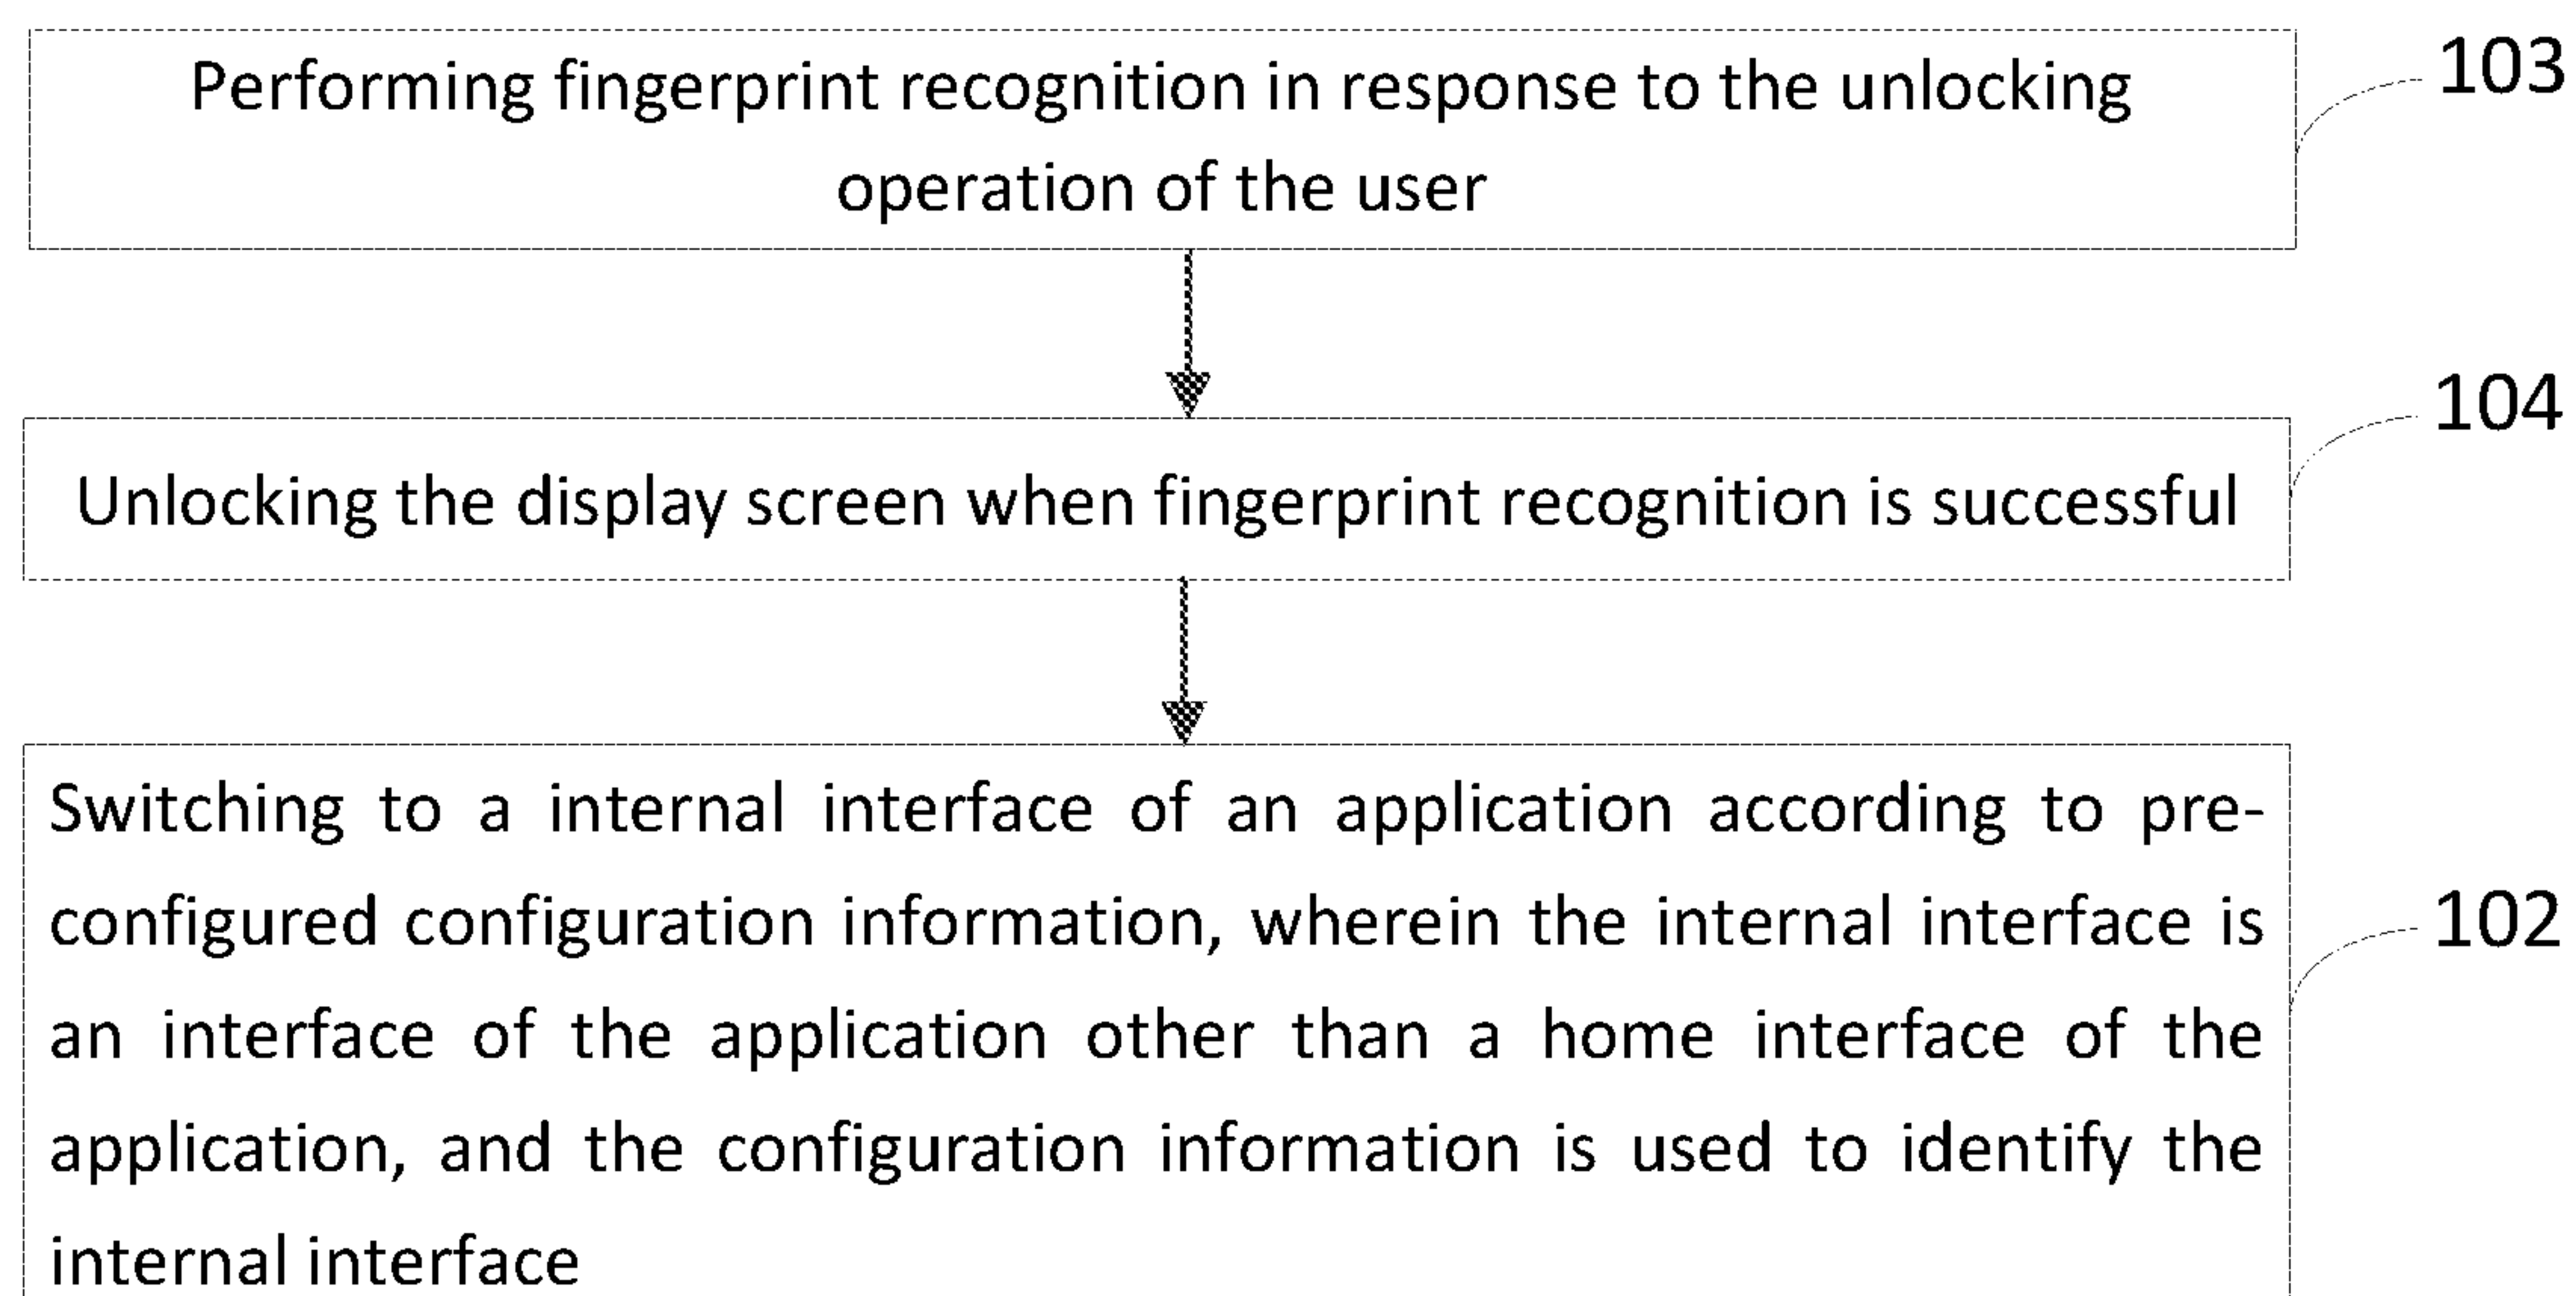 Performing fingerprint recognition in response to the unlocking
operation of the user
103
Unlocking the display screen when fingerprint recognition is successful
104
Switching to a internal interface of an application according to pre-
configured configuration information, wherein the internal interface is
an interface of the application other than a home interface of the
application, and the configuration information is used to identify the
internal interface
102